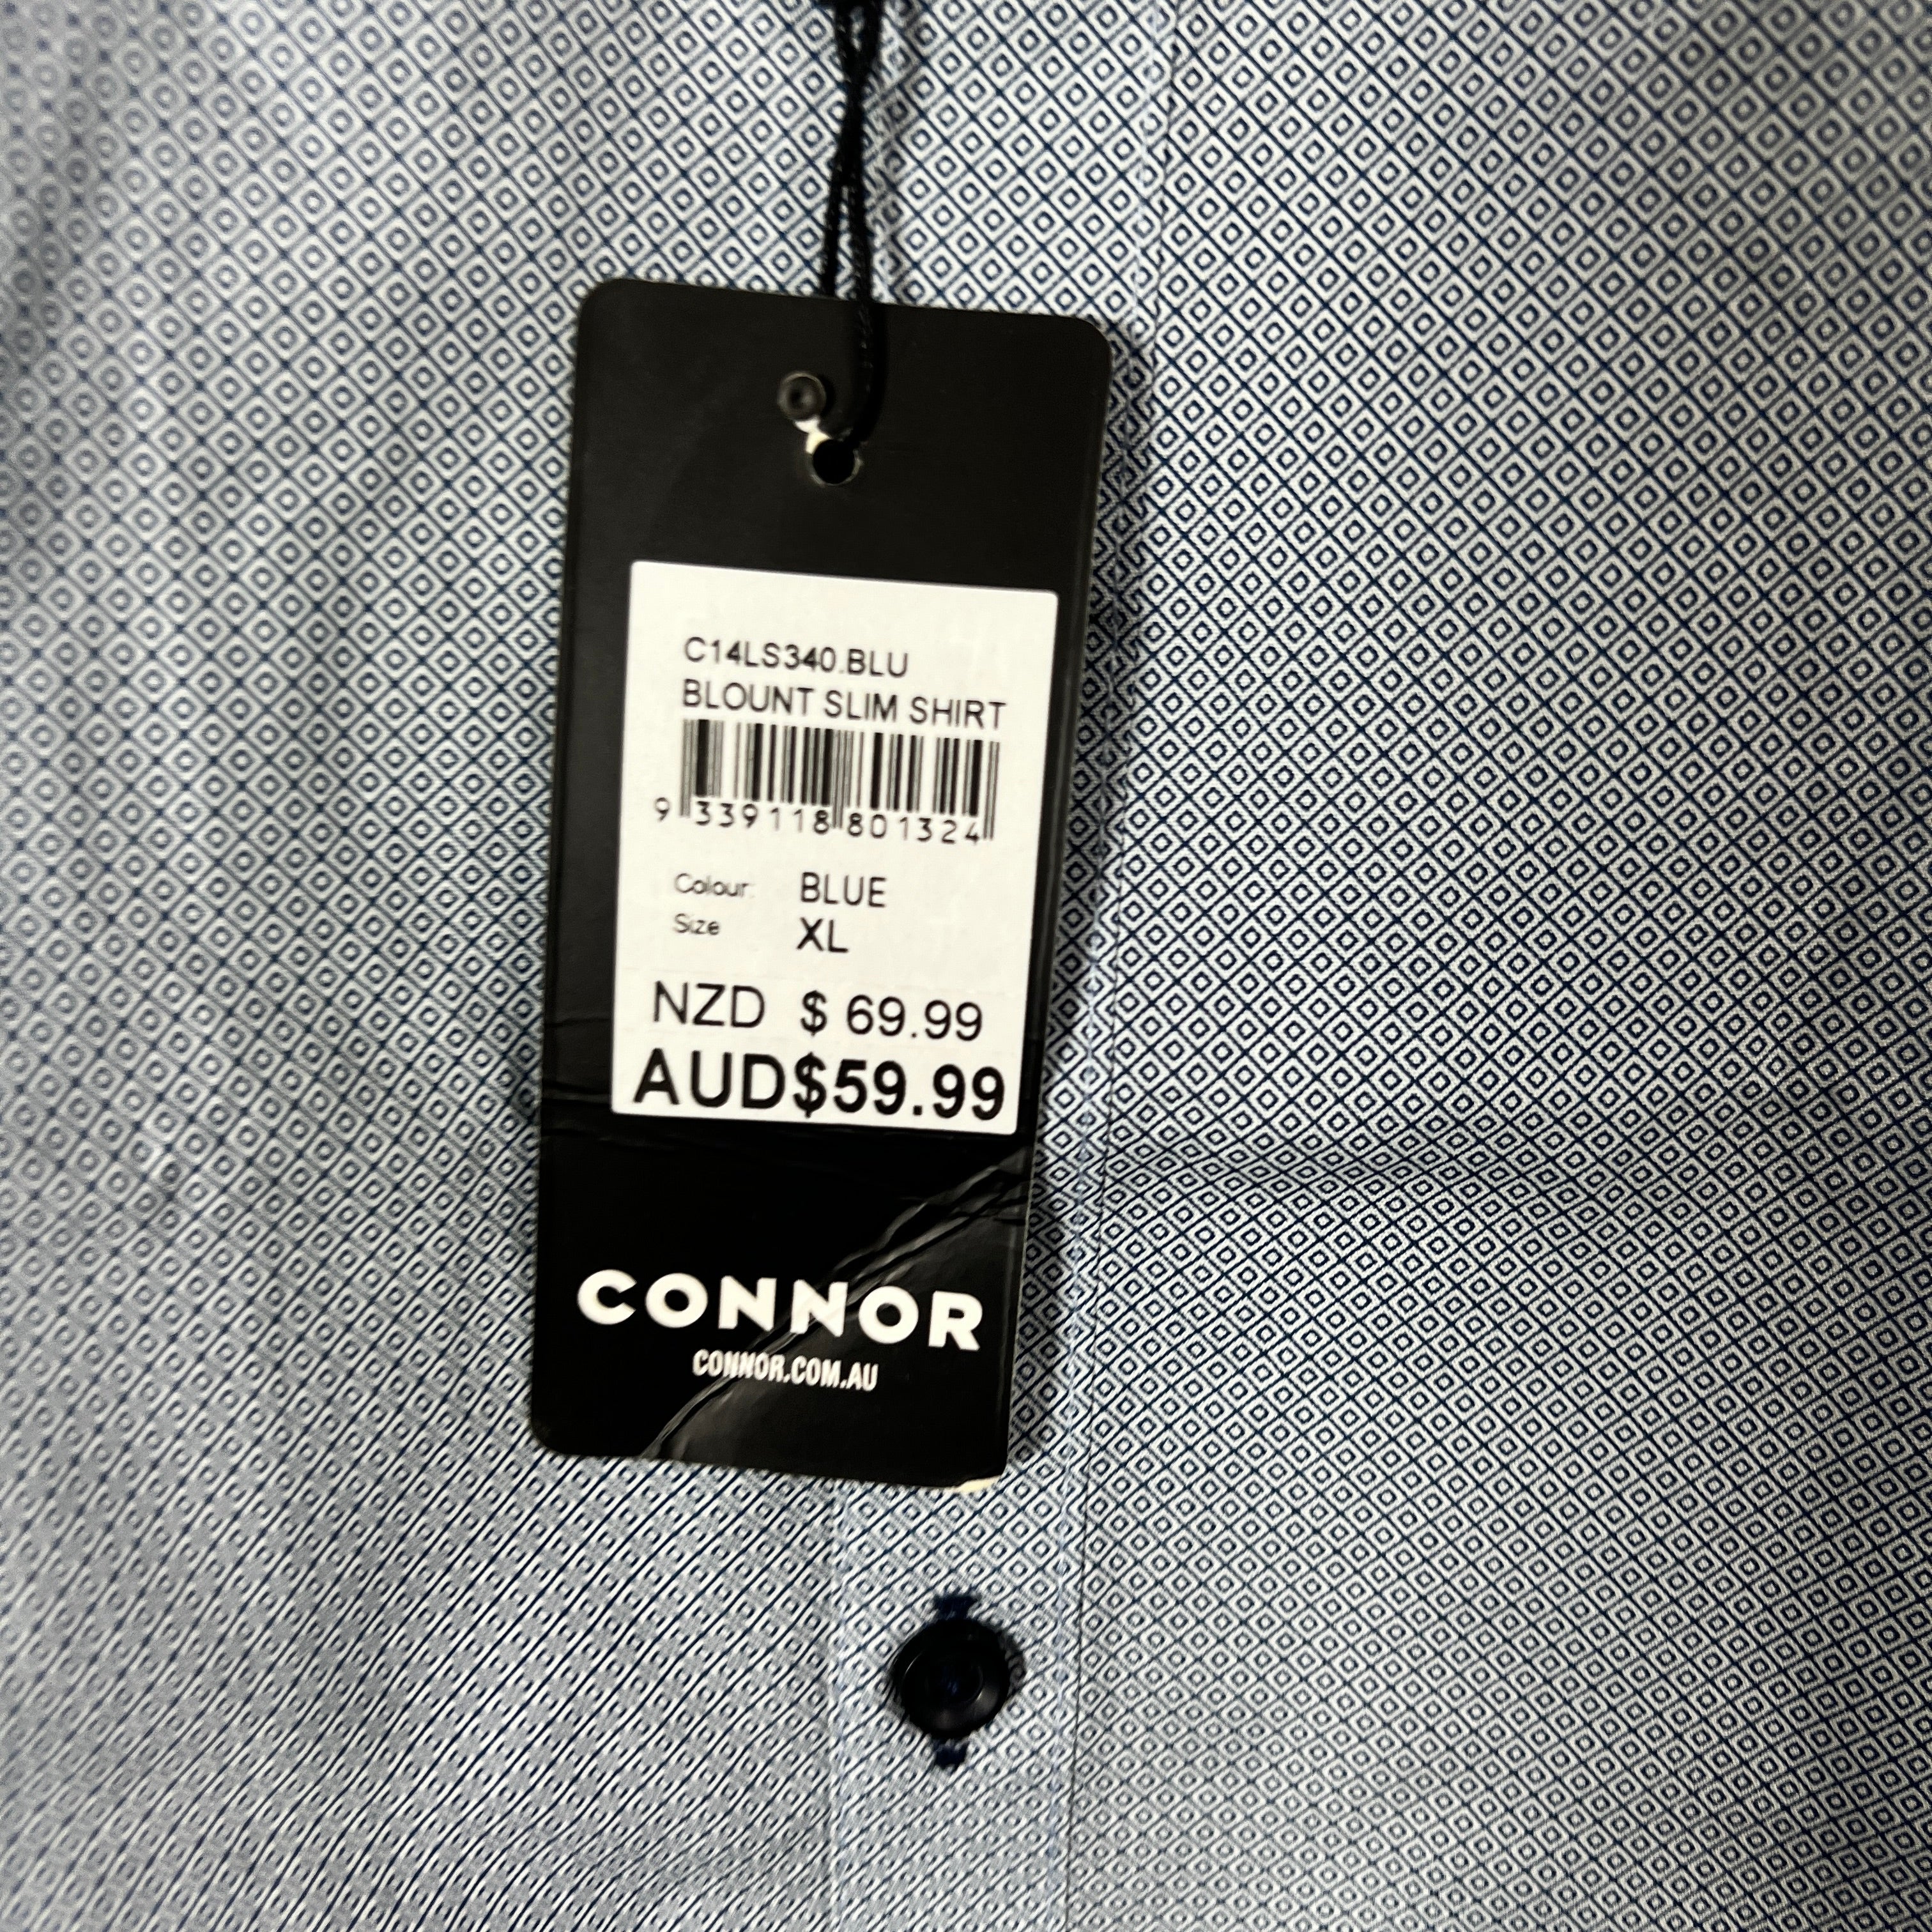 C14LS340.BLU
BLOUNT SLIM SHIRT
9 339118 801324
Colour: BLUE
Size XL
NZD $ 69.99
AUD$59.99
CONNOR
CONNOR.COM.AU